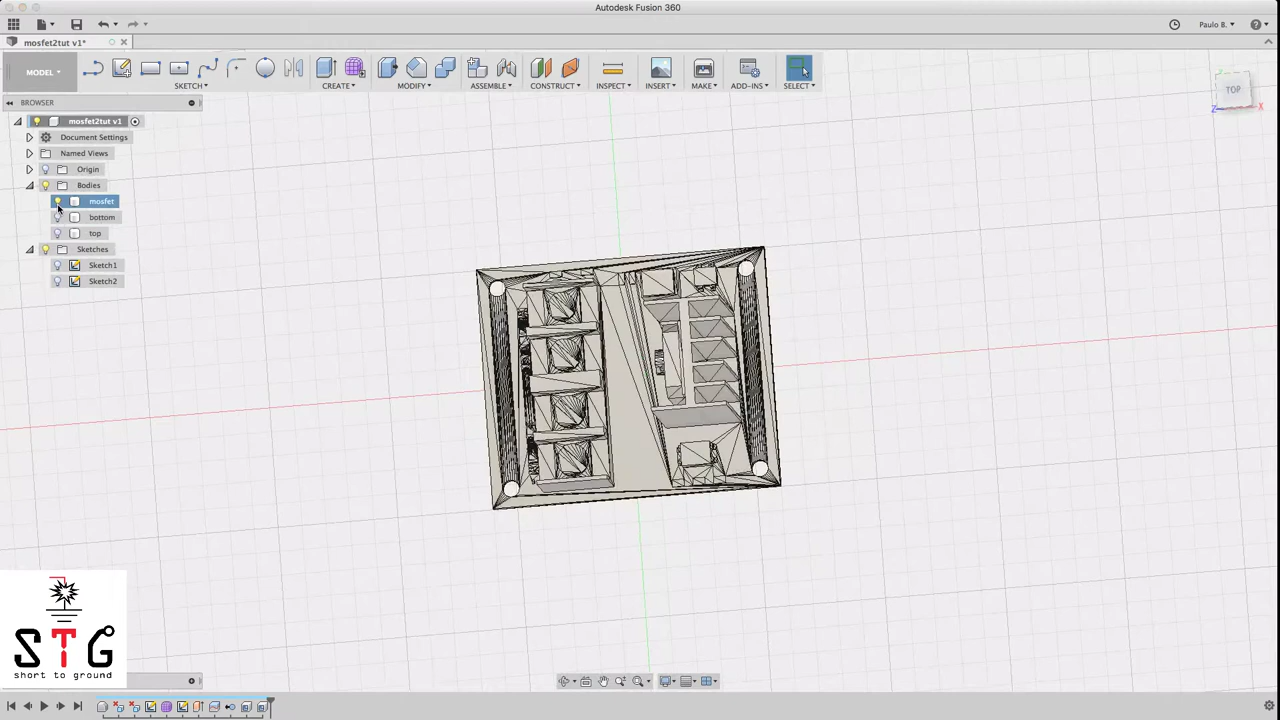 Autodesk Fusion 360
Paulo B.
mosfet2tut v1*
MODEL
SKETCH
CREATE
MODIFY
ASSEMBLE
CONSTRUCT
INSPECT
INSERT
MAKE
ADD-INS
SELECT
TOP
Z
X
BROWSER
mosfet2tut v1
Document Settings
Named Views
Origin
Bodies
mosfet
bottom
top
Sketches
Sketch1
Sketch2
STG
short to ground